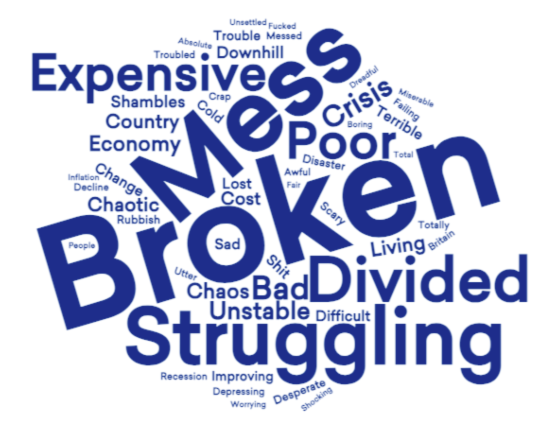 Unsettled
Fucked
Trouble
Messed
Absolute
Troubled
Downhill
Expensive
Mess
Dreadful
Crap
Shambles
Cold
Crisis
Miserable
Failing
Terrible
Country
Boring
Poor
Economy
Disaster
Total
Inflation
Decline
Change
Lost
Awful
Fair
Chaotic
Cost
Rubbish
Scary
Broken
Totally
People
Sad
Living
Britain
Utter
Shit
Chaos
Bad
Divided
Unstable
Difficult
Struggling
Recession
Improving
Depressing
Desperate
Worrying
Shocking